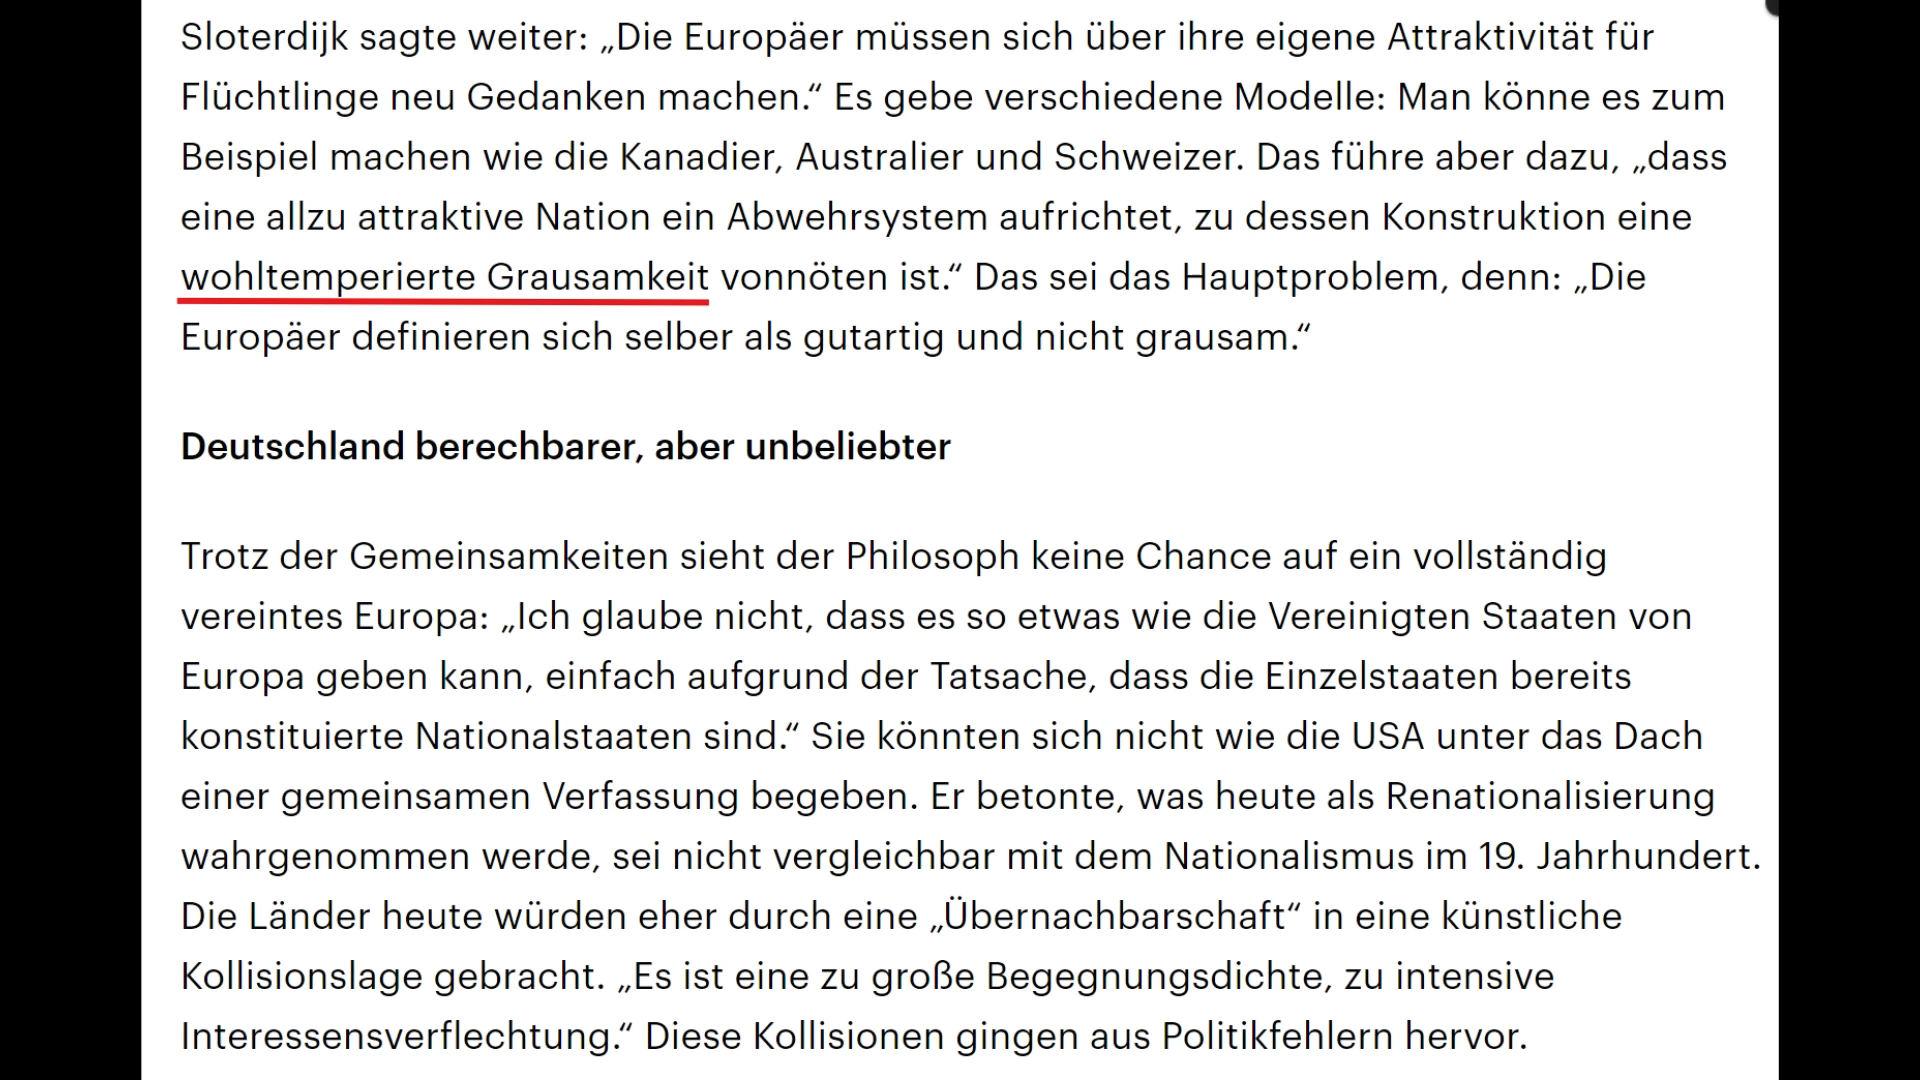 Sloterdijk sagte weiter: „Die Europäer müssen sich über ihre eigene Attraktivität für
Flüchtlinge neu Gedanken machen.“ Es gebe verschiedene Modelle: Man könne es zum
Beispiel machen wie die Kanadier, Australier und Schweizer. Das führe aber dazu, „dass
eine allzu attraktive Nation ein Abwehrsystem aufrichtet, zu dessen Konstruktion eine
wohltemperierte Grausamkeit vonnöten ist.“ Das sei das Hauptproblem, denn: „Die
Europäer definieren sich selber als gutartig und nicht grausam.“
Deutschland berechbarer, aber unbeliebter
Trotz der Gemeinsamkeiten sieht der Philosoph keine Chance auf ein vollständig
vereintes Europa: „Ich glaube nicht, dass es so etwas wie die Vereinigten Staaten von
Europa geben kann, einfach aufgrund der Tatsache, dass die Einzelstaaten bereits
konstituierte Nationalstaaten sind.“ Sie könnten sich nicht wie die USA unter das Dach
einer gemeinsamen Verfassung begeben. Er betonte, was heute als Renationalisierung
wahrgenommen werde, sei nicht vergleichbar mit dem Nationalismus im 19. Jahrhundert.
Die Länder heute würden eher durch eine „Übernachbarschaft“ in eine künstliche
Kollisionslage gebracht. „Es ist eine zu große Begegnungsdichte, zu intensive
Interessensverflechtung.“ Diese Kollisionen gingen aus Politikfehlern hervor.